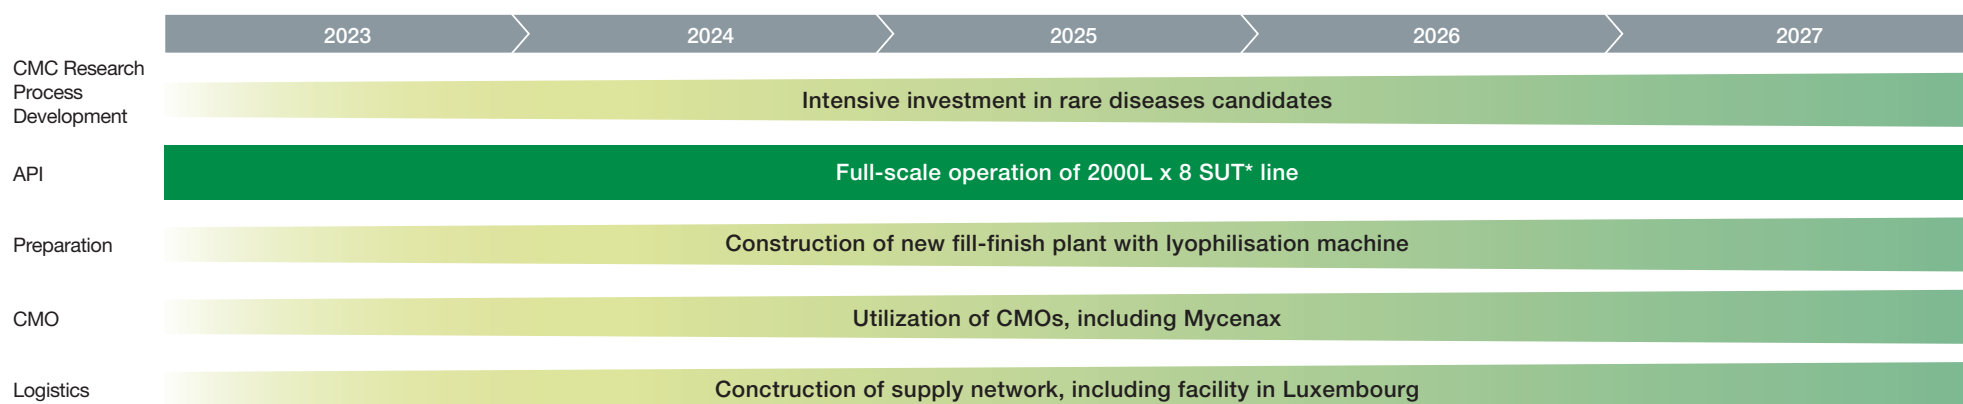 2023 2024 2025 2026 2027
CMC Research
Process
Development
Intensive investment in rare diseases candidates
API
Full-scale operation of 2000L x 8 SUT* line
Preparation
Construction of new fill-finish plant with lyophilisation machine
CMO
Utilization of CMOs, including Mycenax
Logistics
Conctruction of supply network, including facility in Luxembourg